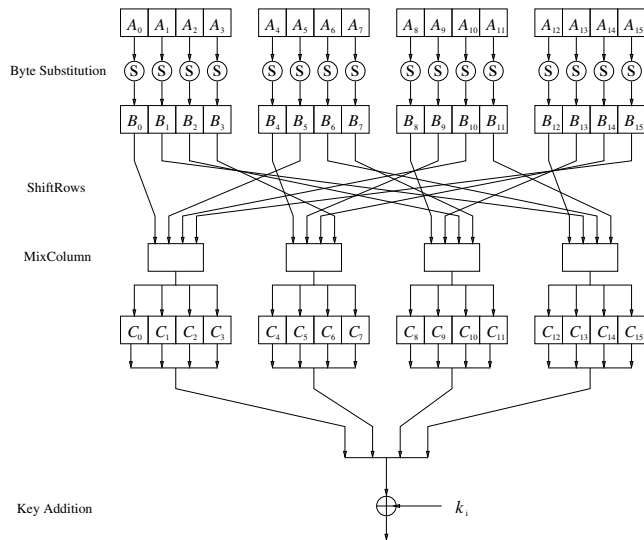 A₀ A₁ A₂ A₃ A₄ A₅ A₆ A₇ A₈ A₉ A₁₀ A₁₁ A₁₂ A₁₃ A₁₄ A₁₅
Byte Substitution S S S S S S S S S S S S S S S S
B₀ B₁ B₂ B₃ B₄ B₅ B₆ B₇ B₈ B₉ B₁₀ B₁₁ B₁₂ B₁₃ B₁₄ B₁₅
ShiftRows
MixColumn
C₀ C₁ C₂ C₃ C₄ C₅ C₆ C₇ C₈ C₉ C₁₀ C₁₁ C₁₂ C₁₃ C₁₄ C₁₅
Key Addition kᵢ